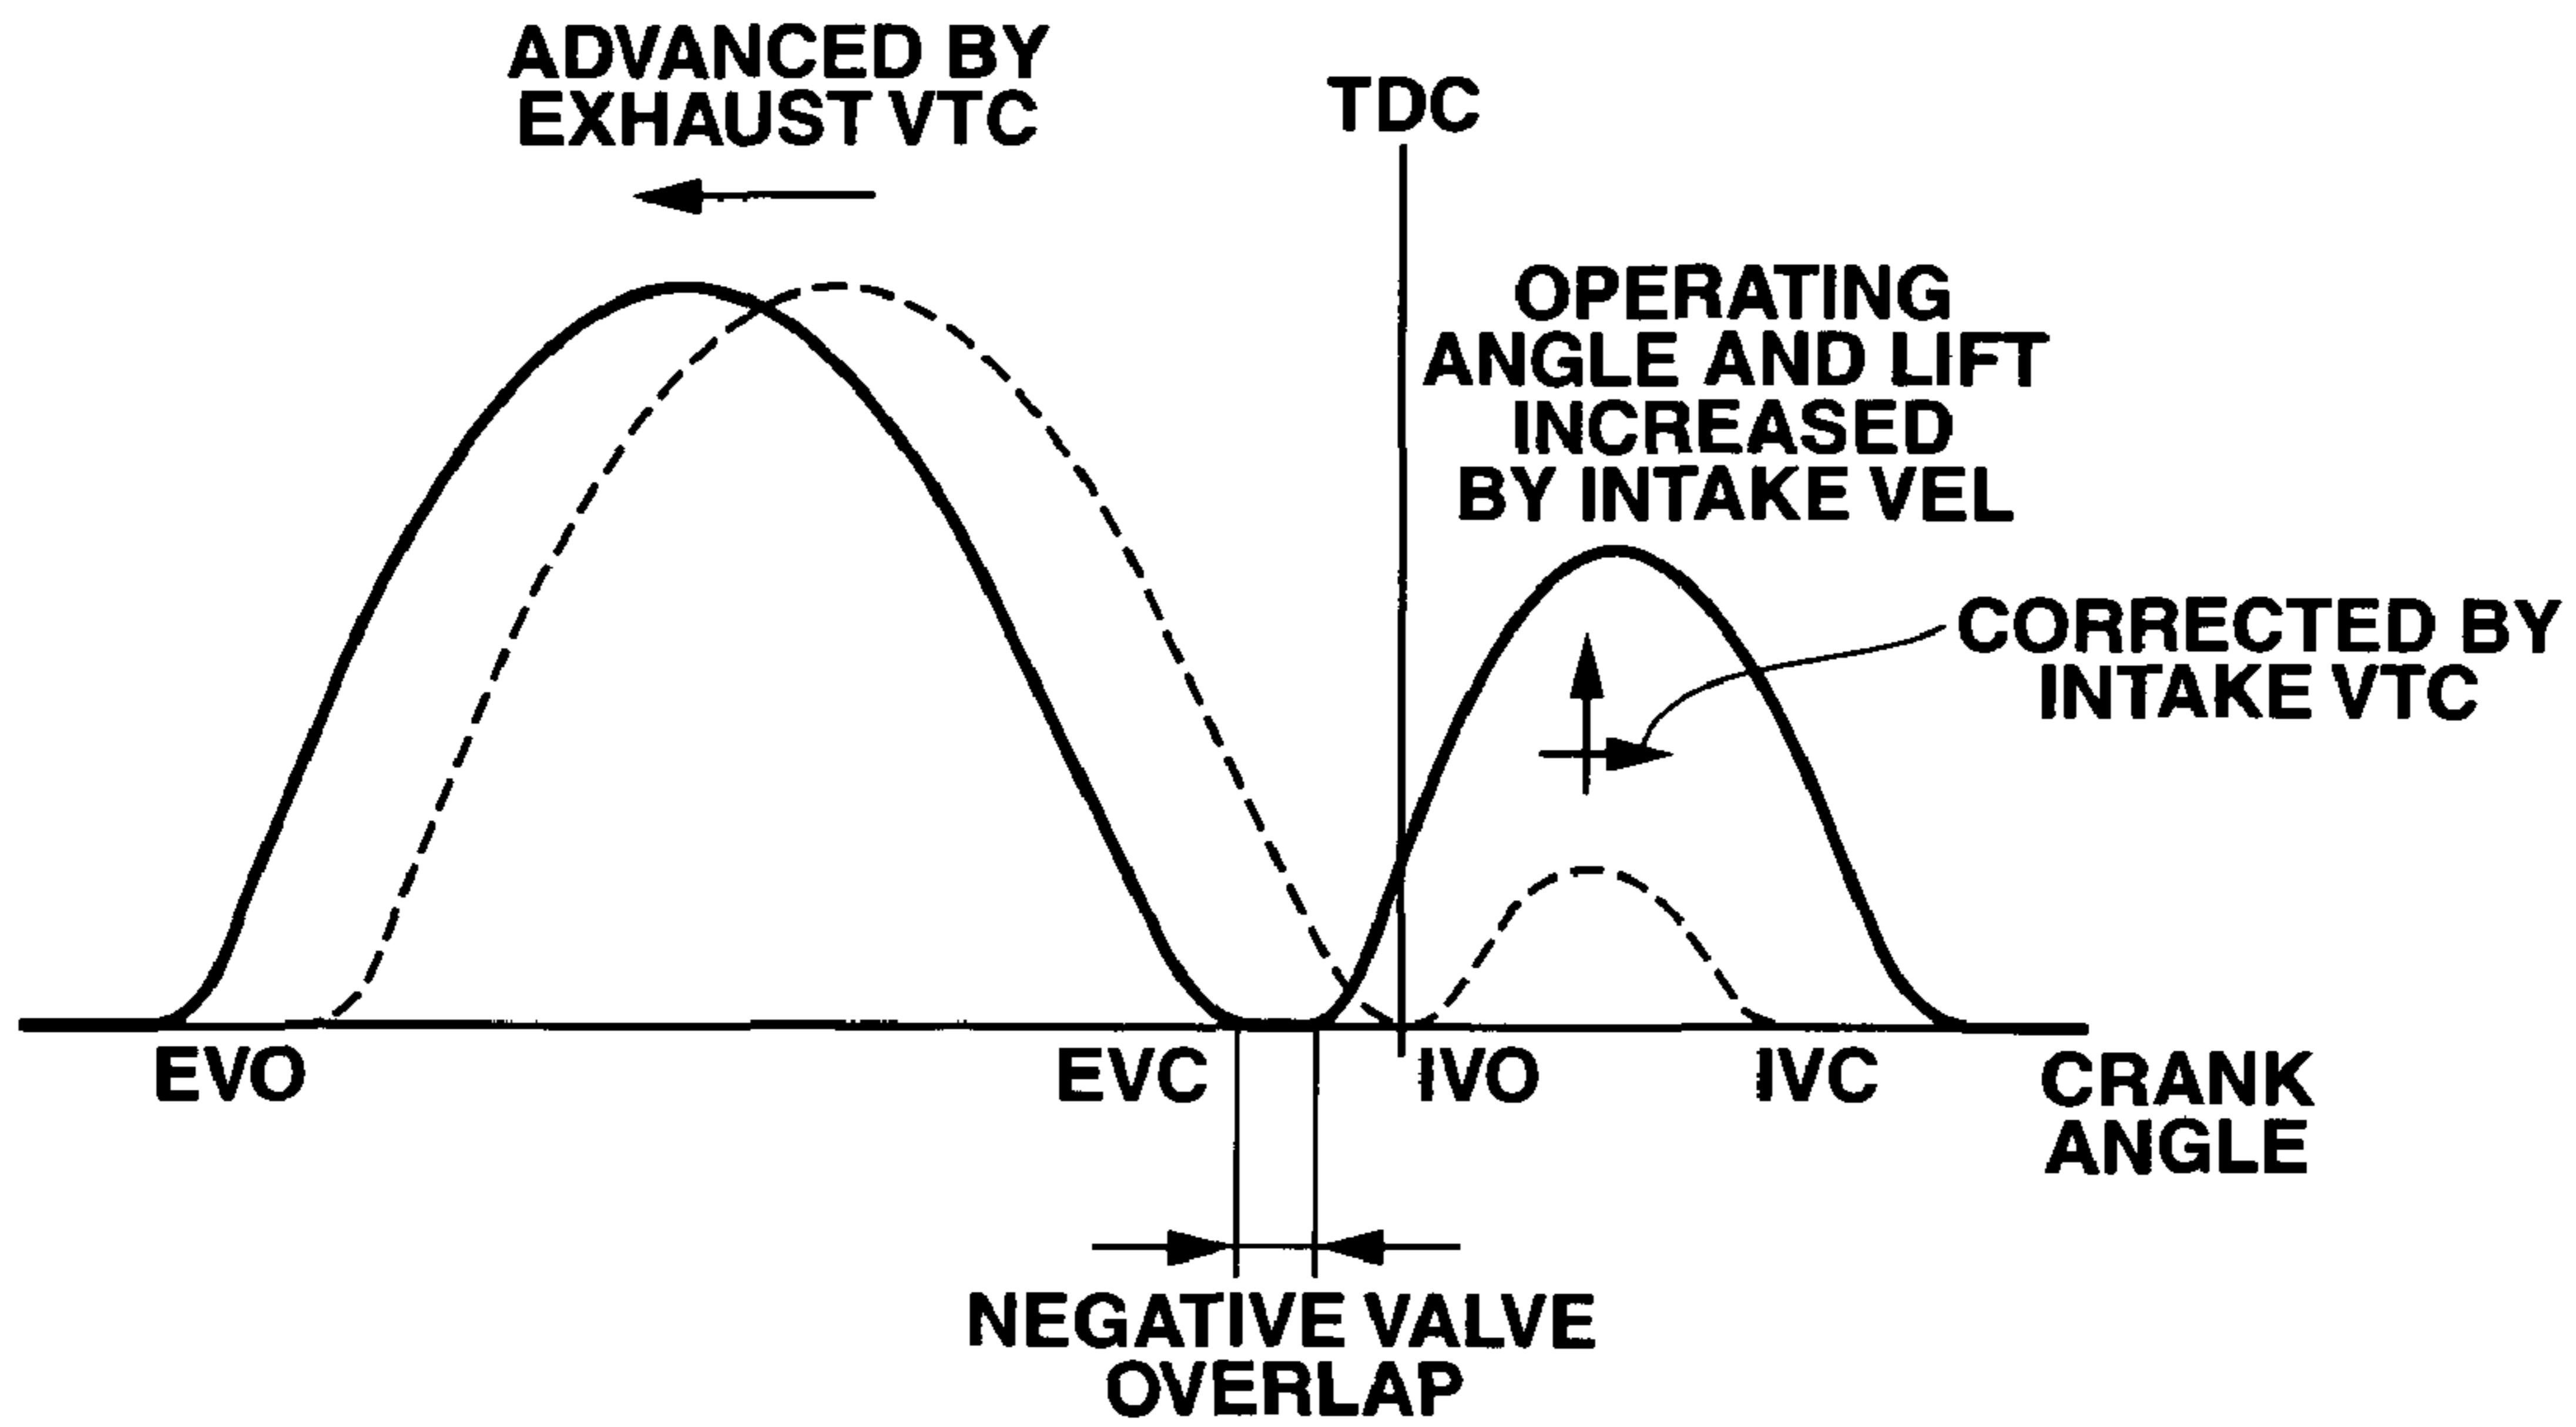 ADVANCED BY
EXHAUST VTC
TDC
OPERATING
ANGLE AND LIFT
INCREASED
BY INTAKE VEL
CORRECTED BY
INTAKE VTC
EVO
EVC
IVO
IVC
CRANK
ANGLE
NEGATIVE VALVE
OVERLAP